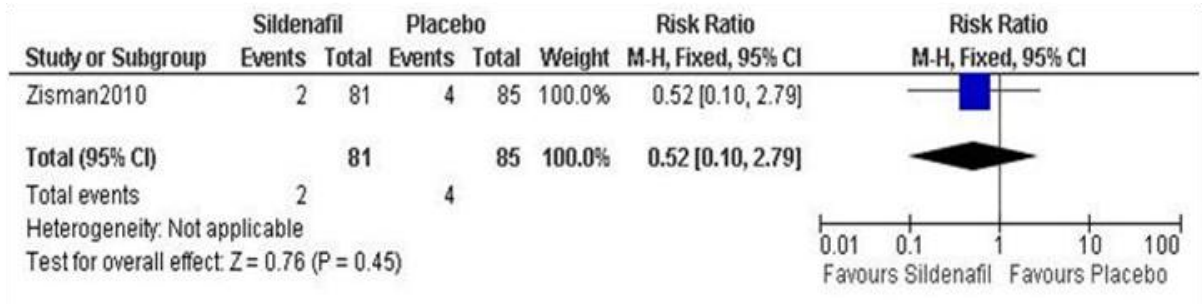 Sildenafil Placebo Risk Ratio Risk Ratio
Study or Subgroup Events Total Events Total Weight M-H, Fixed, 95% CI M-H, Fixed, 95% CI
Zisman2010 2 81 4 85 100.0% 0.52 [0.10, 2.79]
Total (95% CI) 81 85 100.0% 0.52 [0.10, 2.79]
Total events 2 4
Heterogeneity: Not applicable
Test for overall effect: Z = 0.76 (P = 0.45)
0.01 0.1 1 10 100
Favours Sildenafil Favours Placebo